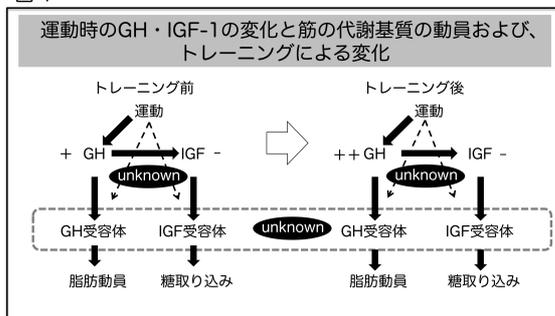 運動時のGH・IGF-1の変化と筋の代謝基質の動員および、
トレーニングによる変化
トレーニング前
トレーニング後
運動
運動
+ GH
IGF -
++GH
IGF -
unknown
unknown
GH受容体
IGF受容体
unknown
GH受容体
IGF受容体
脂肪動員
糖取り込み
脂肪動員
糖取り込み